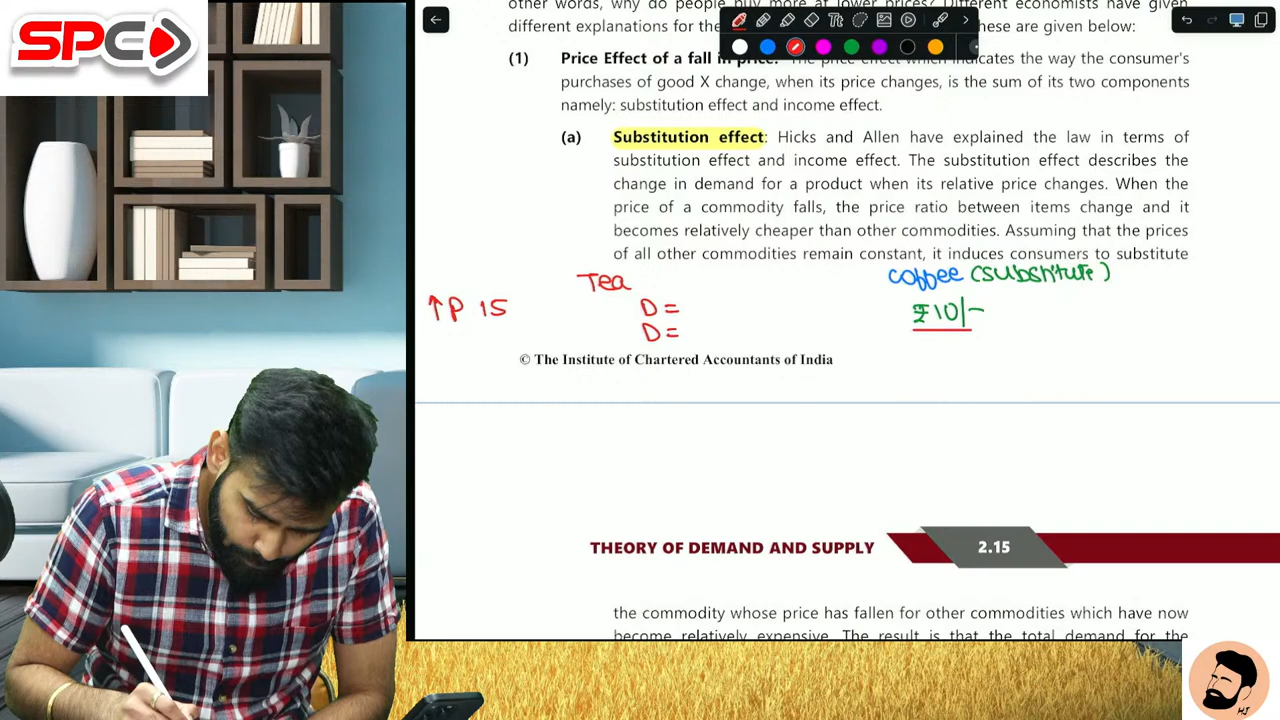 SPC
other words, why do people buy more at lower prices? Different economists have given
different explanations for the
these are given below:
(1) Price Effect of a fall in price: The price effect which indicates the way the consumer's
purchases of good X change, when its price changes, is the sum of its two components
namely: substitution effect and income effect.
(a) Substitution effect: Hicks and Allen have explained the law in terms of
substitution effect and income effect. The substitution effect describes the
change in demand for a product when its relative price changes. When the
price of a commodity falls, the price ratio between items change and it
becomes relatively cheaper than other commodities. Assuming that the prices
of all other commodities remain constant, it induces consumers to substitute
Tea coffee (substitute)
↑P 15 D = ₹10/-
D =
© The Institute of Chartered Accountants of India
THEORY OF DEMAND AND SUPPLY 2.15
the commodity whose price has fallen for other commodities which have now
become relatively expensive. The result is that the total demand for the
HJ